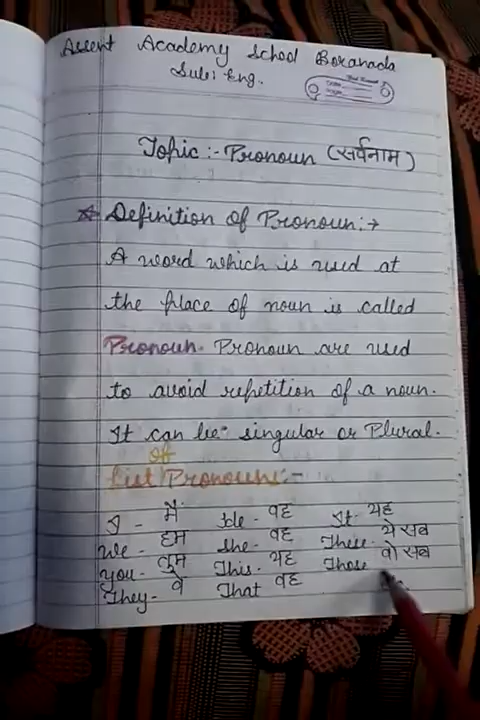 Assent Academy School Boranada
Sub: Eng.
Topic :- Pronoun (सर्वनाम)
Definition of Pronoun :→
A word which is used at
the place of noun is called
Pronoun. Pronoun are used
to avoid repetition of a noun.
It can be singular or Plural.
List of Pronoun :-
I - मैं He - वह It - यह
We - हम She - वह These - ये सब
You - तुम This - यह Those वो सब
They - वे That वह